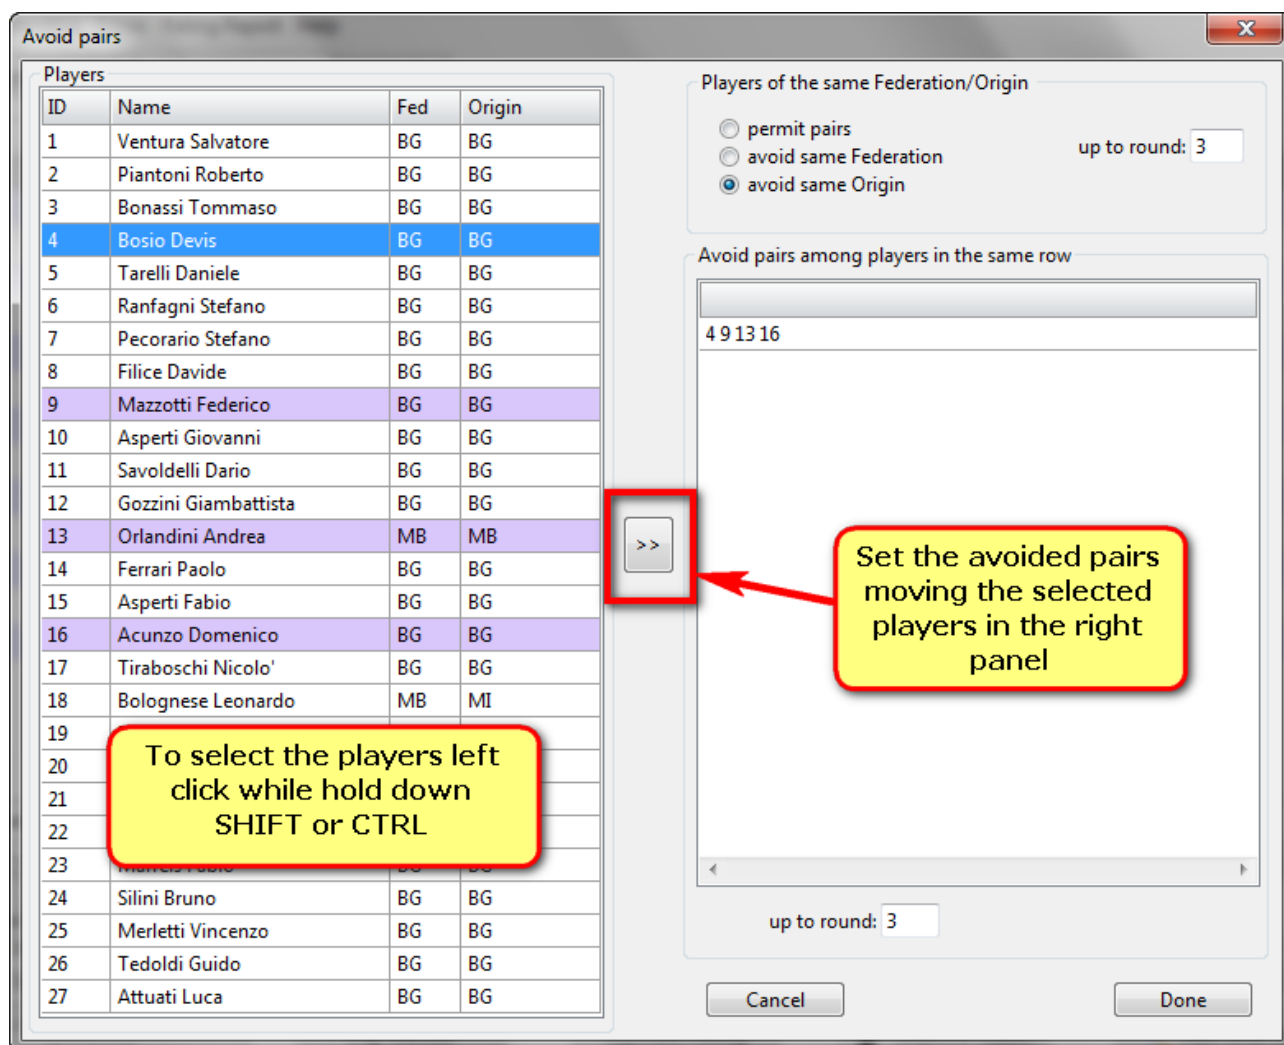 Avoid pairs
Players
ID Name Fed Origin
1 Ventura Salvatore BG BG
2 Piantoni Roberto BG BG
3 Bonassi Tommaso BG BG
4 Bosio Devis BG BG
5 Tarelli Daniele BG BG
6 Ranfagni Stefano BG BG
7 Pecorario Stefano BG BG
8 Filice Davide BG BG
9 Mazzotti Federico BG BG
10 Asperti Giovanni BG BG
11 Savoldelli Dario BG BG
12 Gozzini Giambattista BG BG
13 Orlandini Andrea MB MB
14 Ferrari Paolo BG BG
15 Asperti Fabio BG BG
16 Acunzo Domenico BG BG
17 Tiraboschi Nicolo' BG BG
18 Bolognese Leonardo MB MI
19
20
21
22
23
24 Silini Bruno BG BG
25 Merletti Vincenzo BG BG
26 Tedoldi Guido BG BG
27 Attuati Luca BG BG
To select the players left
click while hold down
SHIFT or CTRL
>>
Players of the same Federation/Origin
permit pairs
avoid same Federation
avoid same Origin
up to round: 3
Avoid pairs among players in the same row
4 9 13 16
Set the avoided pairs
moving the selected
players in the right
panel
up to round: 3
Cancel
Done